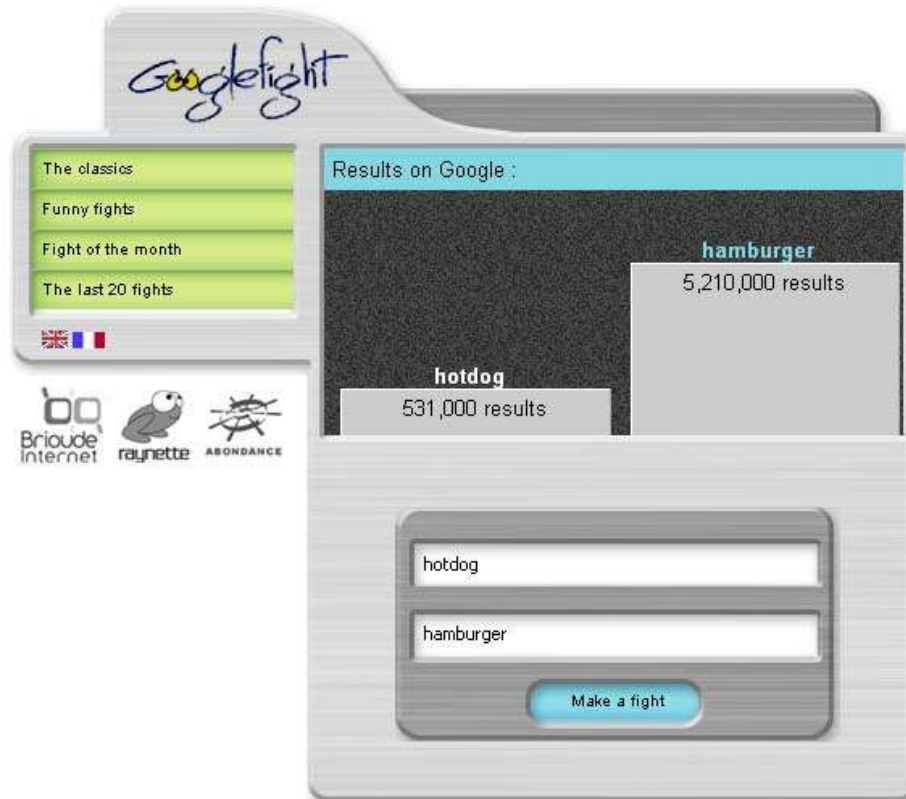 Googlefight
The classics
Funny fights
Fight of the month
The last 20 fights
Brioude
Internet
raynette
ABONDANCE
Results on Google :
hamburger
5,210,000 results
hotdog
531,000 results
hotdog
hamburger
Make a fight